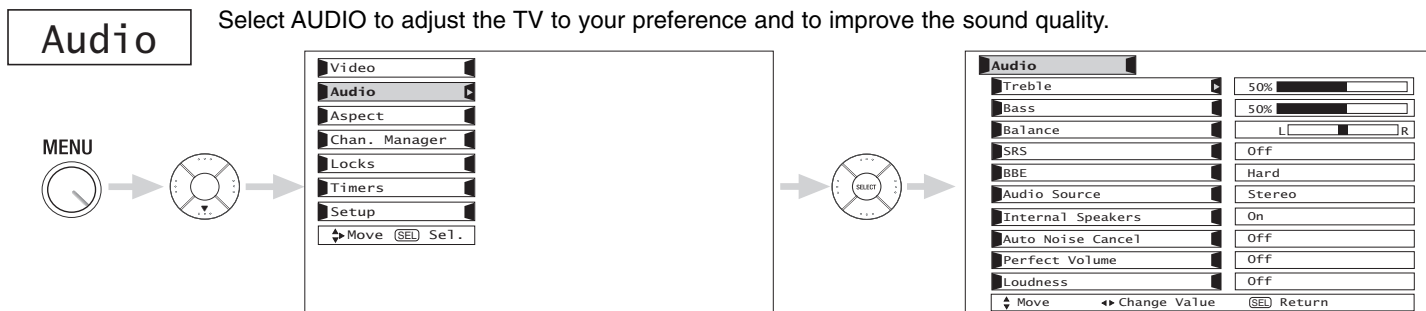 Audio
Select AUDIO to adjust the TV to your preference and to improve the sound quality.
MENU
Video
Audio
Aspect
Chan. Manager
Locks
Timers
Setup
Move SEL Sel.
SELECT
Audio
Treble 50%
Bass 50%
Balance L R
SRS Off
BBE Hard
Audio Source Stereo
Internal Speakers On
Auto Noise Cancel Off
Perfect Volume Off
Loudness Off
Move Change Value SEL Return